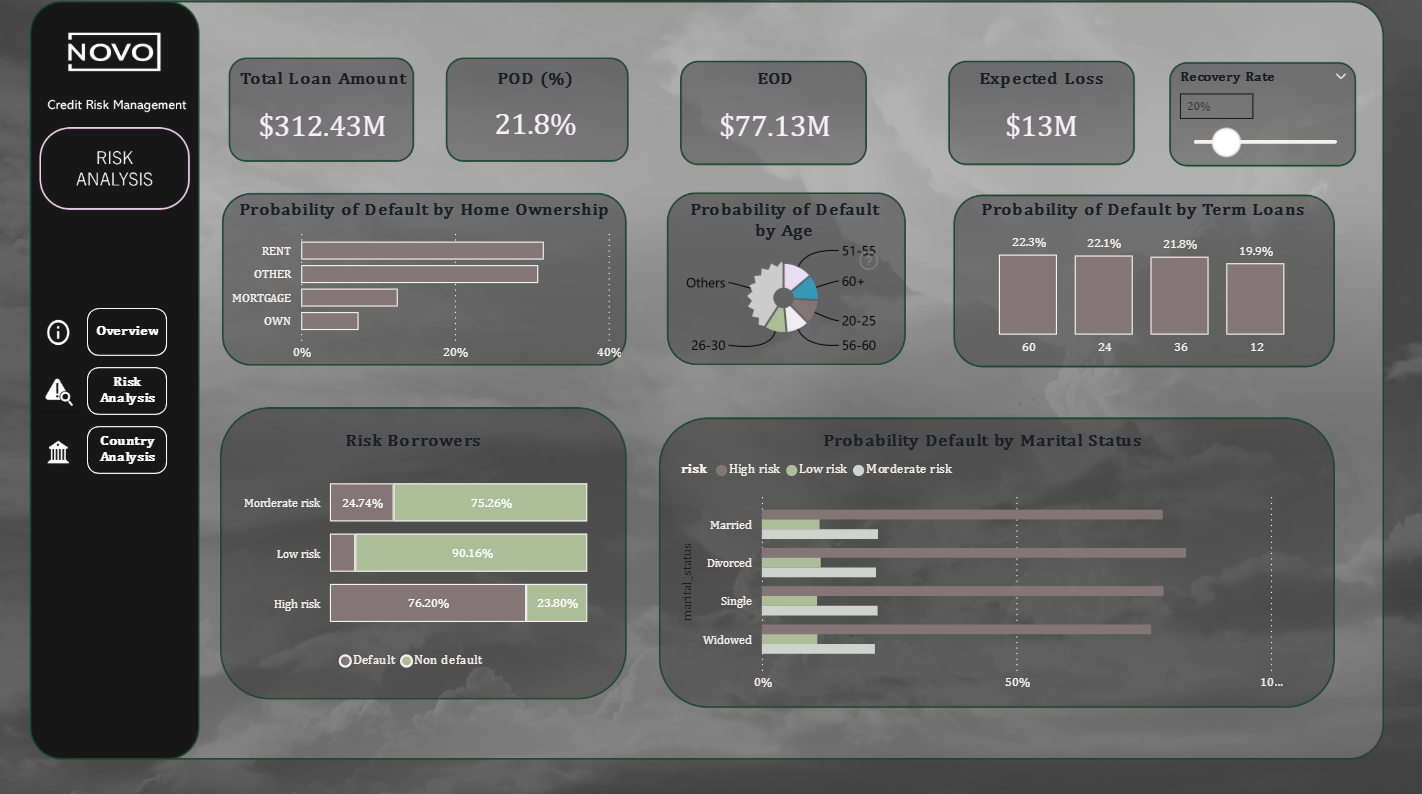 NOVO
Credit Risk Management
RISK
ANALYSIS
Overview
Risk
Analysis
Country
Analysis
Total Loan Amount
$312.43M
POD (%)
21.8%
EOD
$77.13M
Expected Loss
$13M
Recovery Rate
20%
Probability of Default by Home Ownership
RENT
OTHER
MORTGAGE
OWN
0% 20% 40%
Probability of Default
by Age
51-55
60+
20-25
56-60
26-30
Others
?
Probability of Default by Term Loans
22.3% 22.1% 21.8% 19.9%
60 24 36 12
Risk Borrowers
Morderate risk 24.74% 75.26%
Low risk 90.16%
High risk 76.20% 23.80%
Default Non default
Probability Default by Marital Status
risk High risk Low risk Morderate risk
marital_status
Married
Divorced
Single
Widowed
0% 50% 10...